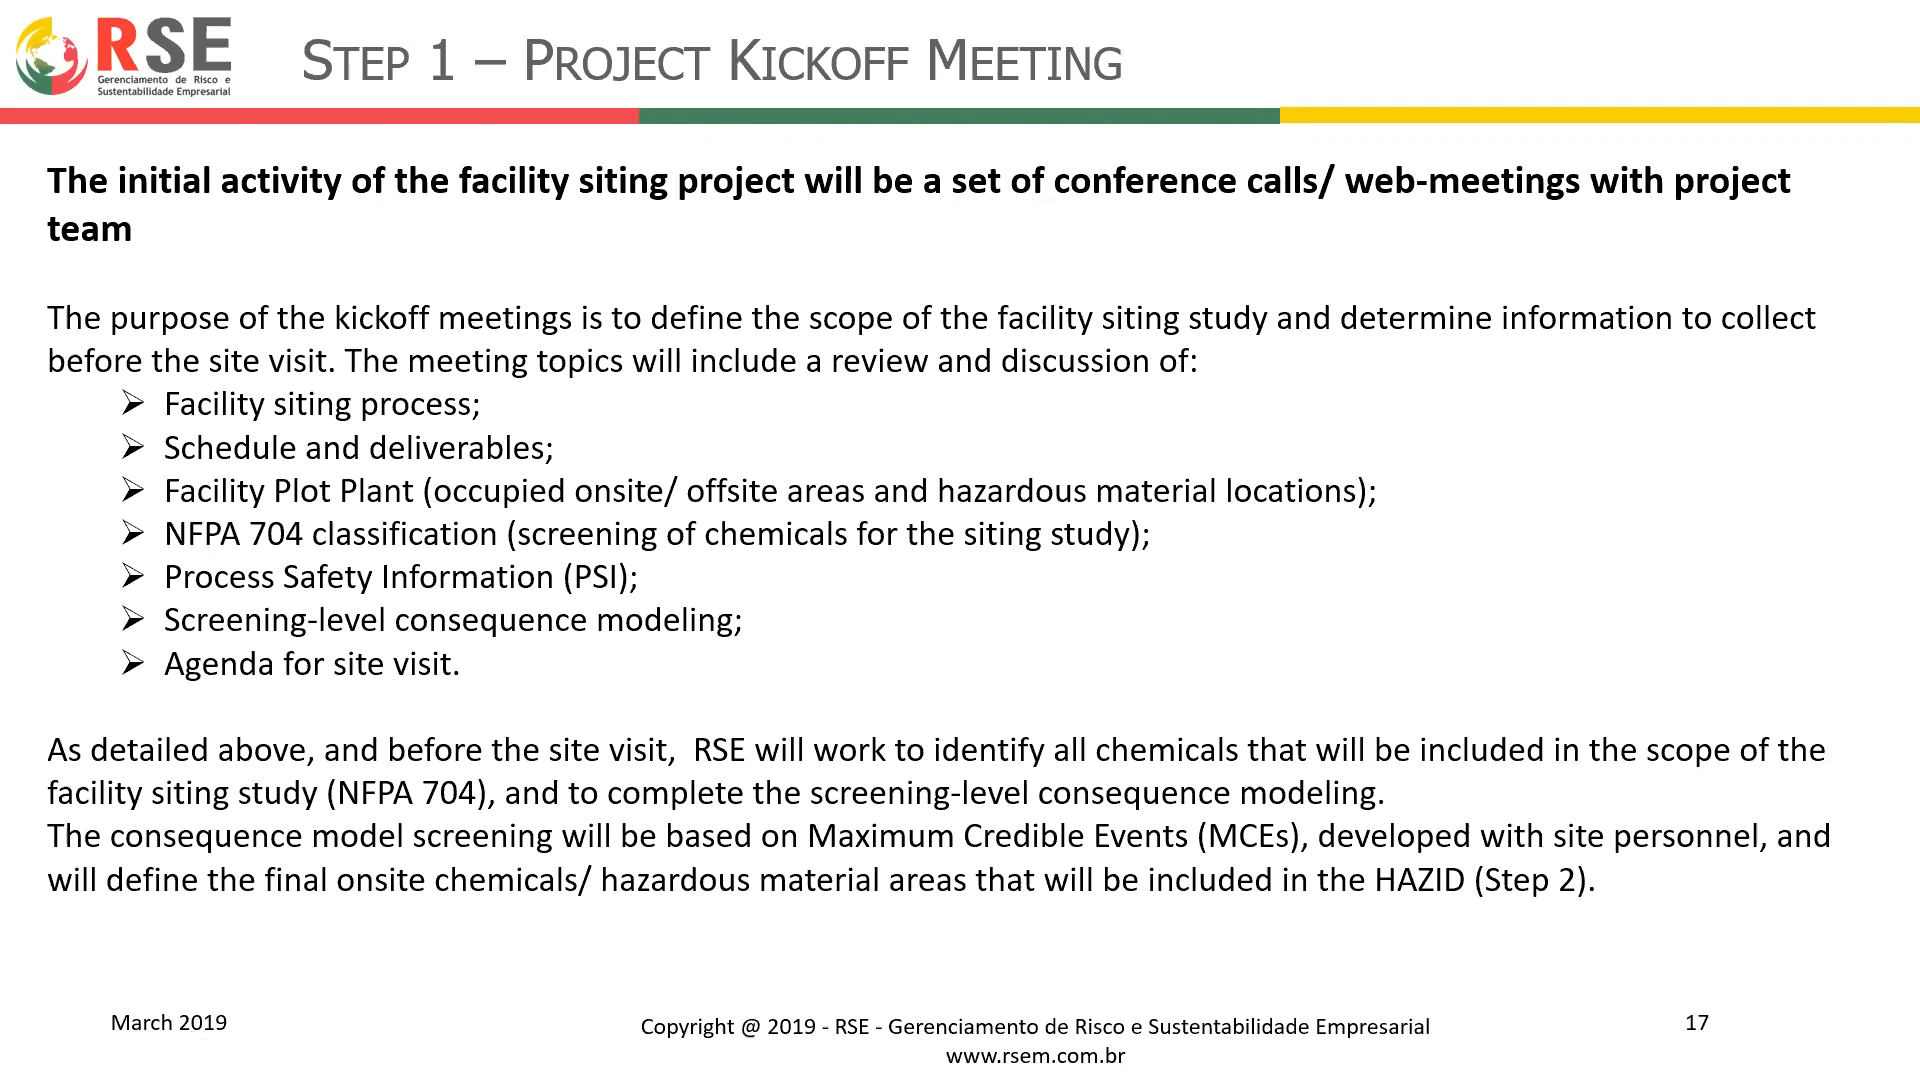 RSE
Gerenciamento de Risco e
Sustentabilidade Empresarial
STEP 1 – PROJECT KICKOFF MEETING
The initial activity of the facility siting project will be a set of conference calls/ web-meetings with project
team
The purpose of the kickoff meetings is to define the scope of the facility siting study and determine information to collect
before the site visit. The meeting topics will include a review and discussion of:
➢ Facility siting process;
➢ Schedule and deliverables;
➢ Facility Plot Plant (occupied onsite/ offsite areas and hazardous material locations);
➢ NFPA 704 classification (screening of chemicals for the siting study);
➢ Process Safety Information (PSI);
➢ Screening-level consequence modeling;
➢ Agenda for site visit.
As detailed above, and before the site visit,  RSE will work to identify all chemicals that will be included in the scope of the
facility siting study (NFPA 704), and to complete the screening-level consequence modeling.
The consequence model screening will be based on Maximum Credible Events (MCEs), developed with site personnel, and
will define the final onsite chemicals/ hazardous material areas that will be included in the HAZID (Step 2).
March 2019
Copyright @ 2019 - RSE - Gerenciamento de Risco e Sustentabilidade Empresarial
www.rsem.com.br
17